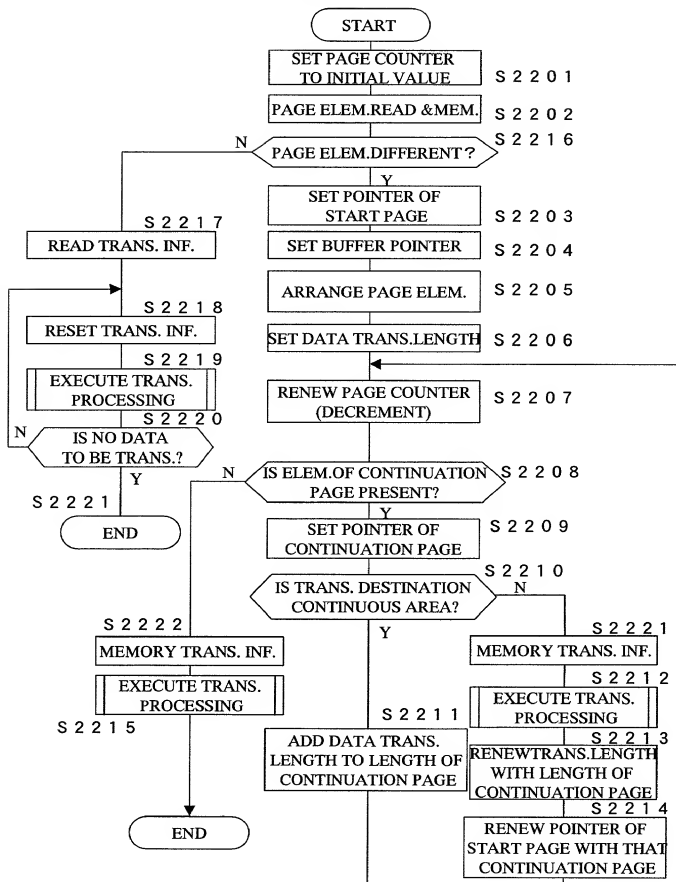 START
SET PAGE COUNTER
TO INITIAL VALUE
S2201
PAGE ELEM.READ &MEM.
S2202
S2216
N
PAGE ELEM.DIFFERENT?
Y
SET POINTER OF
START PAGE
S2203
S2217
READ TRANS. INF.
SET BUFFER POINTER
S2204
ARRANGE PAGE ELEM.
S2205
S2218
RESET TRANS. INF.
SET DATA TRANS.LENGTH
S2206
S2219
EXECUTE TRANS.
PROCESSING
RENEW PAGE COUNTER
(DECREMENT)
S2207
S2220
N
IS NO DATA
TO BE TRANS.?
Y
S2221
END
N
IS ELEM.OF CONTINUATION
PAGE PRESENT?
S2208
Y
SET POINTER OF
CONTINUATION PAGE
S2209
S2210
IS TRANS. DESTINATION
CONTINUOUS AREA?
N
Y
S2222
MEMORY TRANS. INF.
EXECUTE TRANS.
PROCESSING
S2215
END
S2211
ADD DATA TRANS.
LENGTH TO LENGTH OF
CONTINUATION PAGE
S2221
MEMORY TRANS. INF.
S2212
EXECUTE TRANS.
PROCESSING
S2213
RENEWTRANS.LENGTH
WITH LENGTH OF
CONTINUATION PAGE
S2214
RENEW POINTER OF
START PAGE WITH THAT
CONTINUATION PAGE